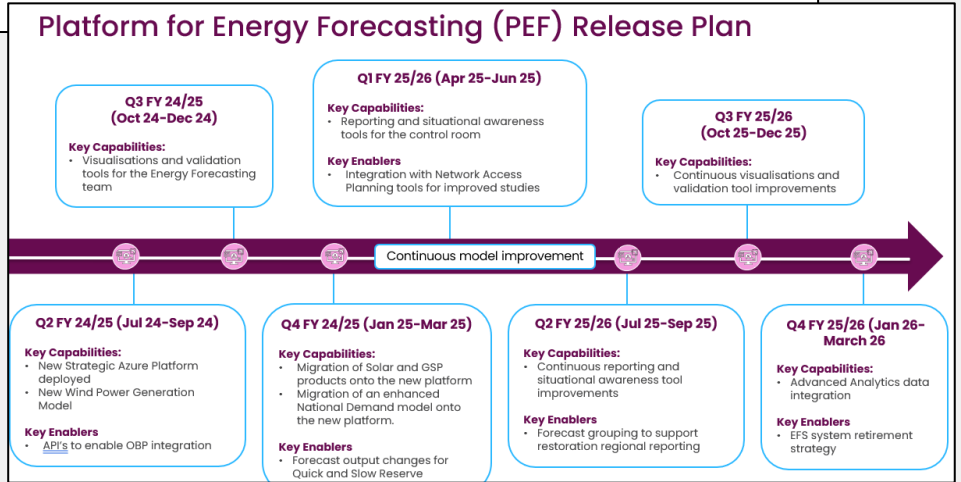 Platform for Energy Forecasting (PEF) Release Plan
Q3 FY 24/25
(Oct 24-Dec 24)
Key Capabilities:
• Visualisations and validation
tools for the Energy Forecasting
team
Q1 FY 25/26 (Apr 25-Jun 25)
Key Capabilities:
• Reporting and situational awareness
tools for the control room
Key Enablers
• Integration with Network Access
Planning tools for improved studies
Q3 FY 25/26
(Oct 25-Dec 25)
Key Capabilities:
• Continuous visualisations and
validation tool improvements
Continuous model improvement
Q2 FY 24/25 (Jul 24-Sep 24)
Key Capabilities:
• New Strategic Azure Platform
deployed
• New Wind Power Generation
Model
Key Enablers
• API's to enable OBP integration
Q4 FY 24/25 (Jan 25-Mar 25)
Key Capabilities:
• Migration of Solar and GSP
products onto the new platform
• Migration of an enhanced
National Demand model onto
the new platform.
Key Enablers
• Forecast output changes for
Quick and Slow Reserve
Q2 FY 25/26 (Jul 25-Sep 25)
Key Capabilities:
• Continuous reporting and
situational awareness tool
improvements
Key Enablers
• Forecast grouping to support
restoration regional reporting
Q4 FY 25/26 (Jan 26-
March 26
Key Capabilities:
• Advanced Analytics data
integration
Key Enablers
• EFS system retirement
strategy